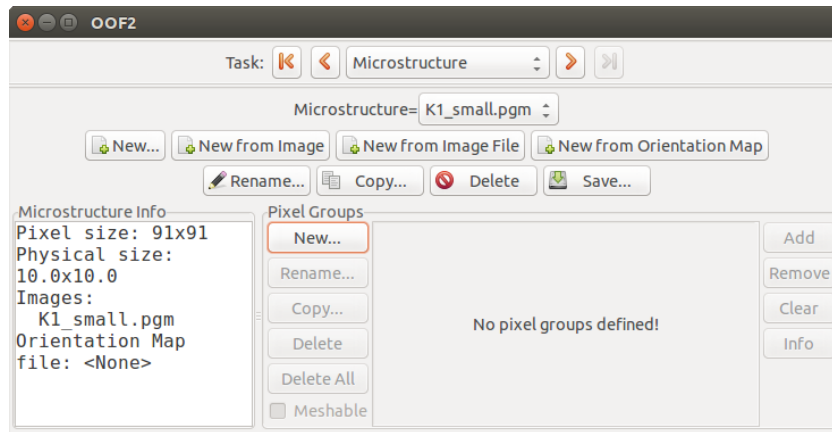 OOF2
Task: Microstructure
Microstructure= K1_small.pgm
New... New from Image New from Image File New from Orientation Map
Rename... Copy... Delete Save...
Microstructure Info
Pixel size: 91x91
Physical size:
10.0x10.0
Images:
K1_small.pgm
Orientation Map
file: <None>
Pixel Groups
New...
Rename...
Copy...
Delete
Delete All
Meshable
No pixel groups defined!
Add
Remove
Clear
Info